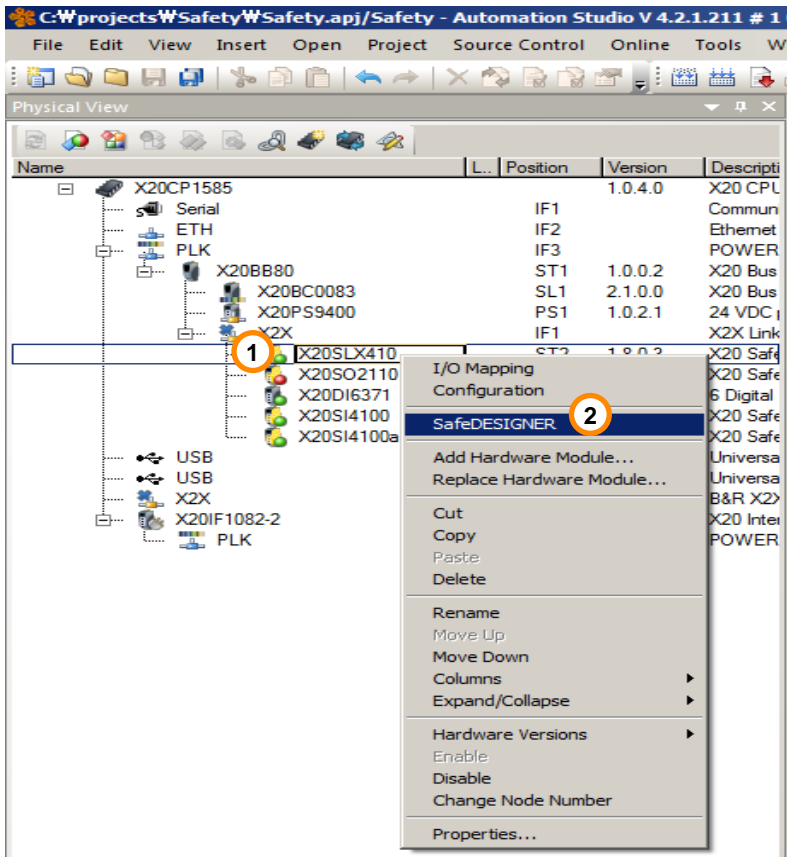 C:₩projects₩Safety₩Safety.apj/Safety - Automation Studio V 4.2.1.211 # 1
File Edit View Insert Open Project Source Control Online Tools W
Physical View
Name L.. Position Version Descripti
X20CP1585 1.0.4.0 X20 CPU
Serial IF1 Communi
ETH IF2 Ethernet
PLK IF3 POWER
X20BB80 ST1 1.0.0.2 X20 Bus
X20BC0083 SL1 2.1.0.0 X20 Bus
X20PS9400 PS1 1.0.2.1 24 VDC
X2X IF1 X2X Link
1 X20SLX410 ST2 1.8.0.3 X20 Safe
X20SO2110 X20 Safe
X20DI6371 6 Digital
X20SI4100 X20 Safe
X20SI4100a X20 Safe
USB Universa
USB Universa
X2X B&R X2X
X20IF1082-2 X20 Inter
PLK POWER
I/O Mapping
Configuration
SafeDESIGNER 2
Add Hardware Module...
Replace Hardware Module...
Cut
Copy
Paste
Delete
Rename
Move Up
Move Down
Columns
Expand/Collapse
Hardware Versions
Enable
Disable
Change Node Number
Properties...